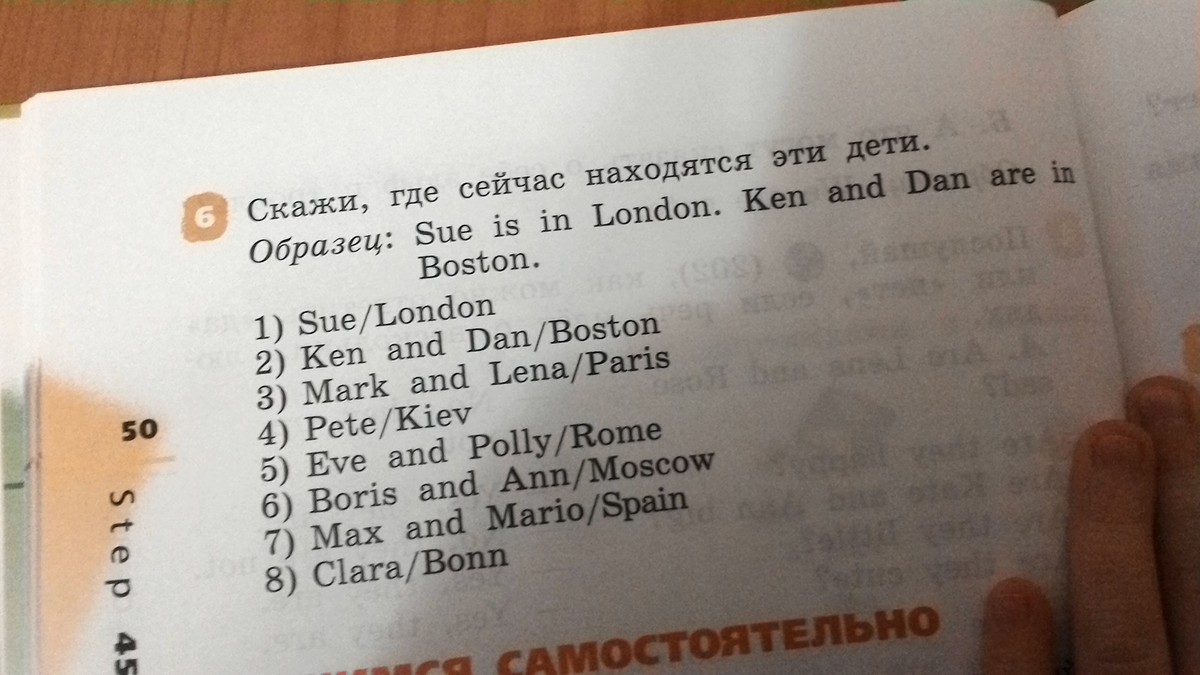 6 Скажи, где сейчас находятся эти дети.
Образец: Sue is in London. Ken and Dan are in
Boston.
1) Sue/London
2) Ken and Dan/Boston
3) Mark and Lena/Paris
4) Pete/Kiev
5) Eve and Polly/Rome
6) Boris and Ann/Moscow
7) Max and Mario/Spain
8) Clara/Bonn
50
Step 45
САМОСТОЯТЕЛЬНО